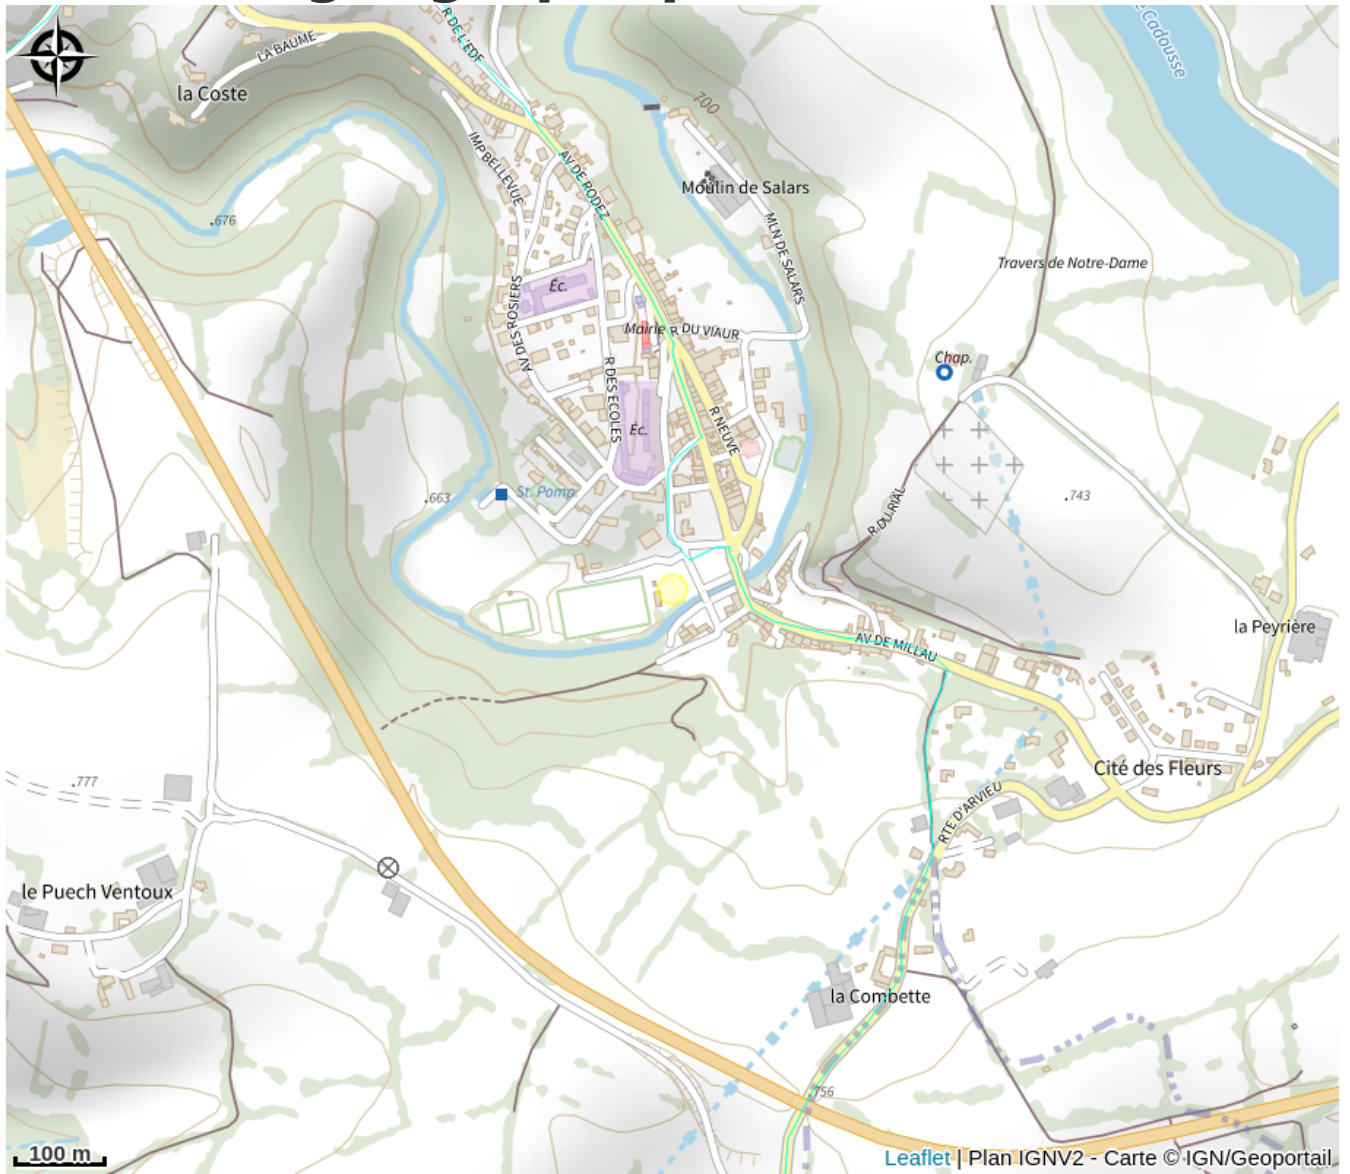 R DE L'EDF
LA BAUME
la Coste
Cadousse
700
IMP BELLEVUE
AV DE RODEZ
Moulin de Salars
MLN DE SALARS
.676
Travers de Notre-Dame
Éc.
AV DES ROSIERS
Mairie
R DU VIAUR
Chap.
R DES ECOLES
Éc.
R NEUVE
.663
St. Pomp.
R DU RIAL
.743
la Peyrière
AV DE MILLAU
.777
Cité des Fleurs
RTE D'ARVIEU
le Puech Ventoux
la Combette
756
100 m
Leaflet | Plan IGNV2 - Carte © IGN/Geoportail